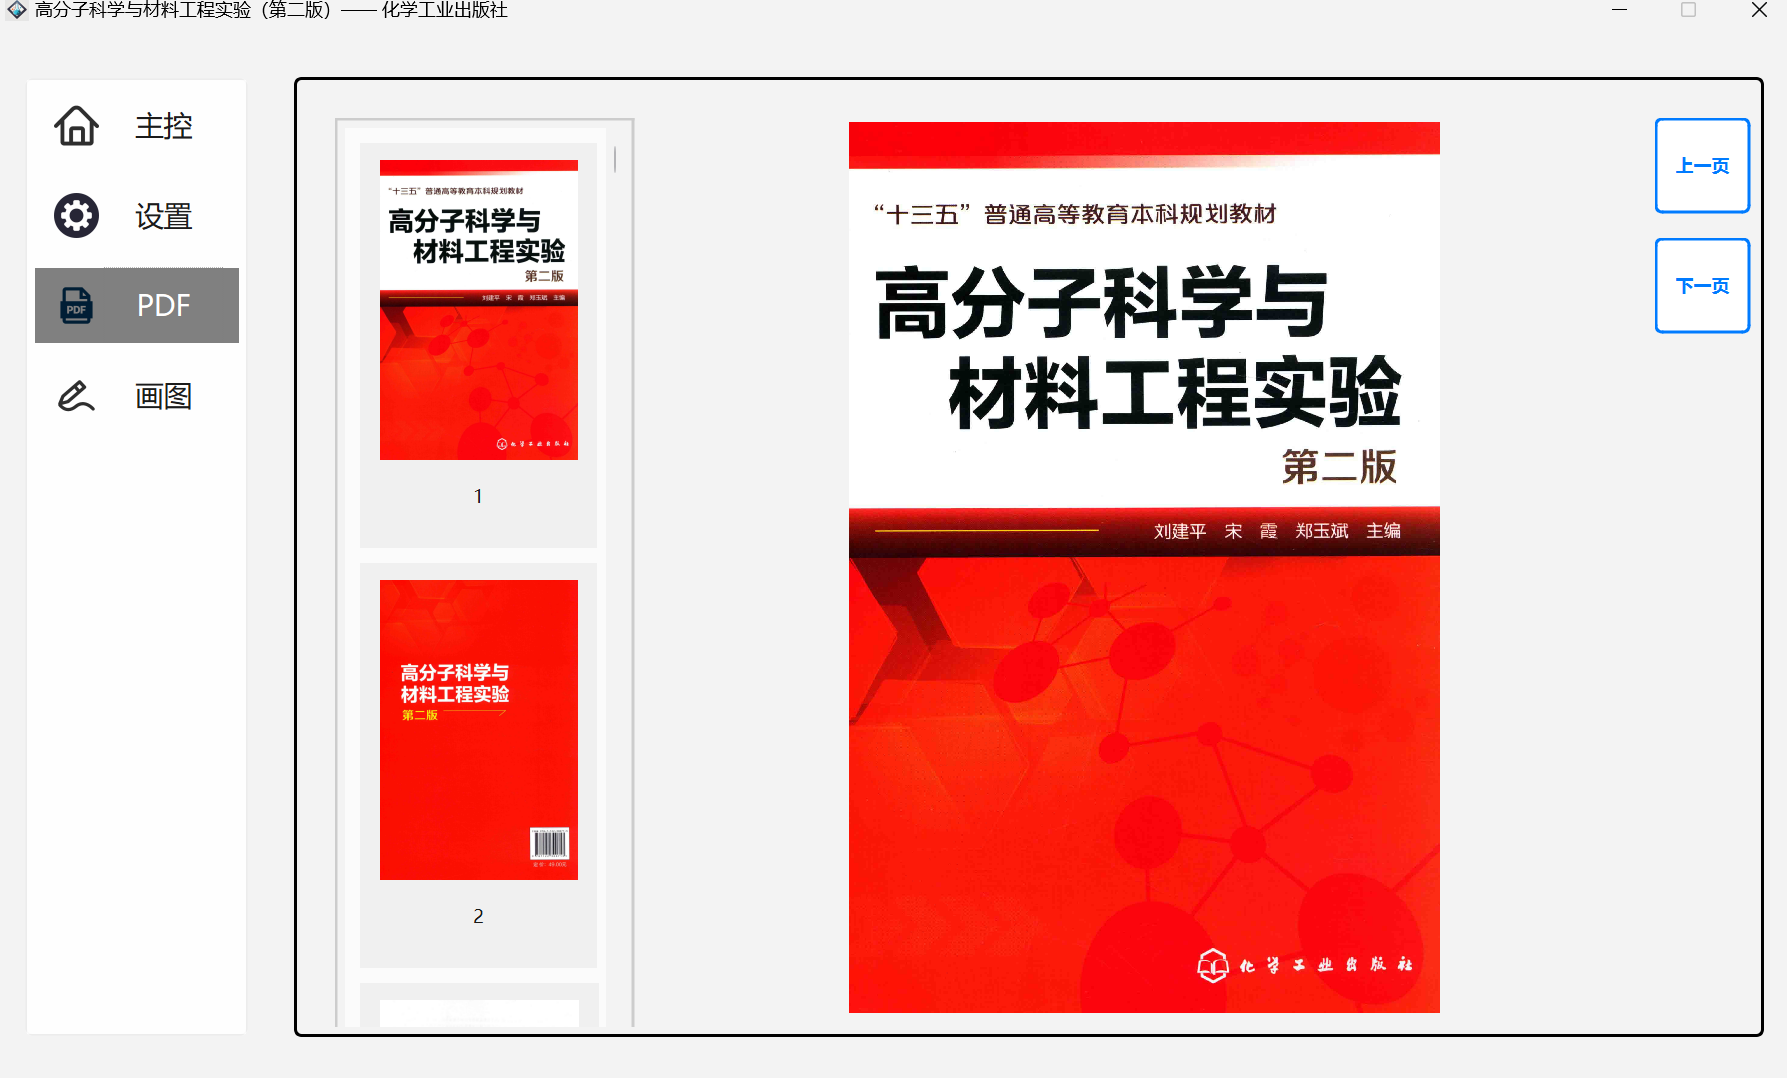 高分子科学与材料工程实验（第二版）—— 化学工业出版社
主控
设置
PDF
PDF
画图
“十三五”普通高等教育本科规划教材
高分子科学与
材料工程实验
第二版
刘建平 宋 霞 郑玉斌 主编
化学工业出版社
1
高分子科学与
材料工程实验
第二版
定价：49.00元
2
“十三五”普通高等教育本科规划教材
高分子科学与
材料工程实验
第二版
刘建平 宋 霞 郑玉斌 主编
化学工业出版社
上一页
下一页